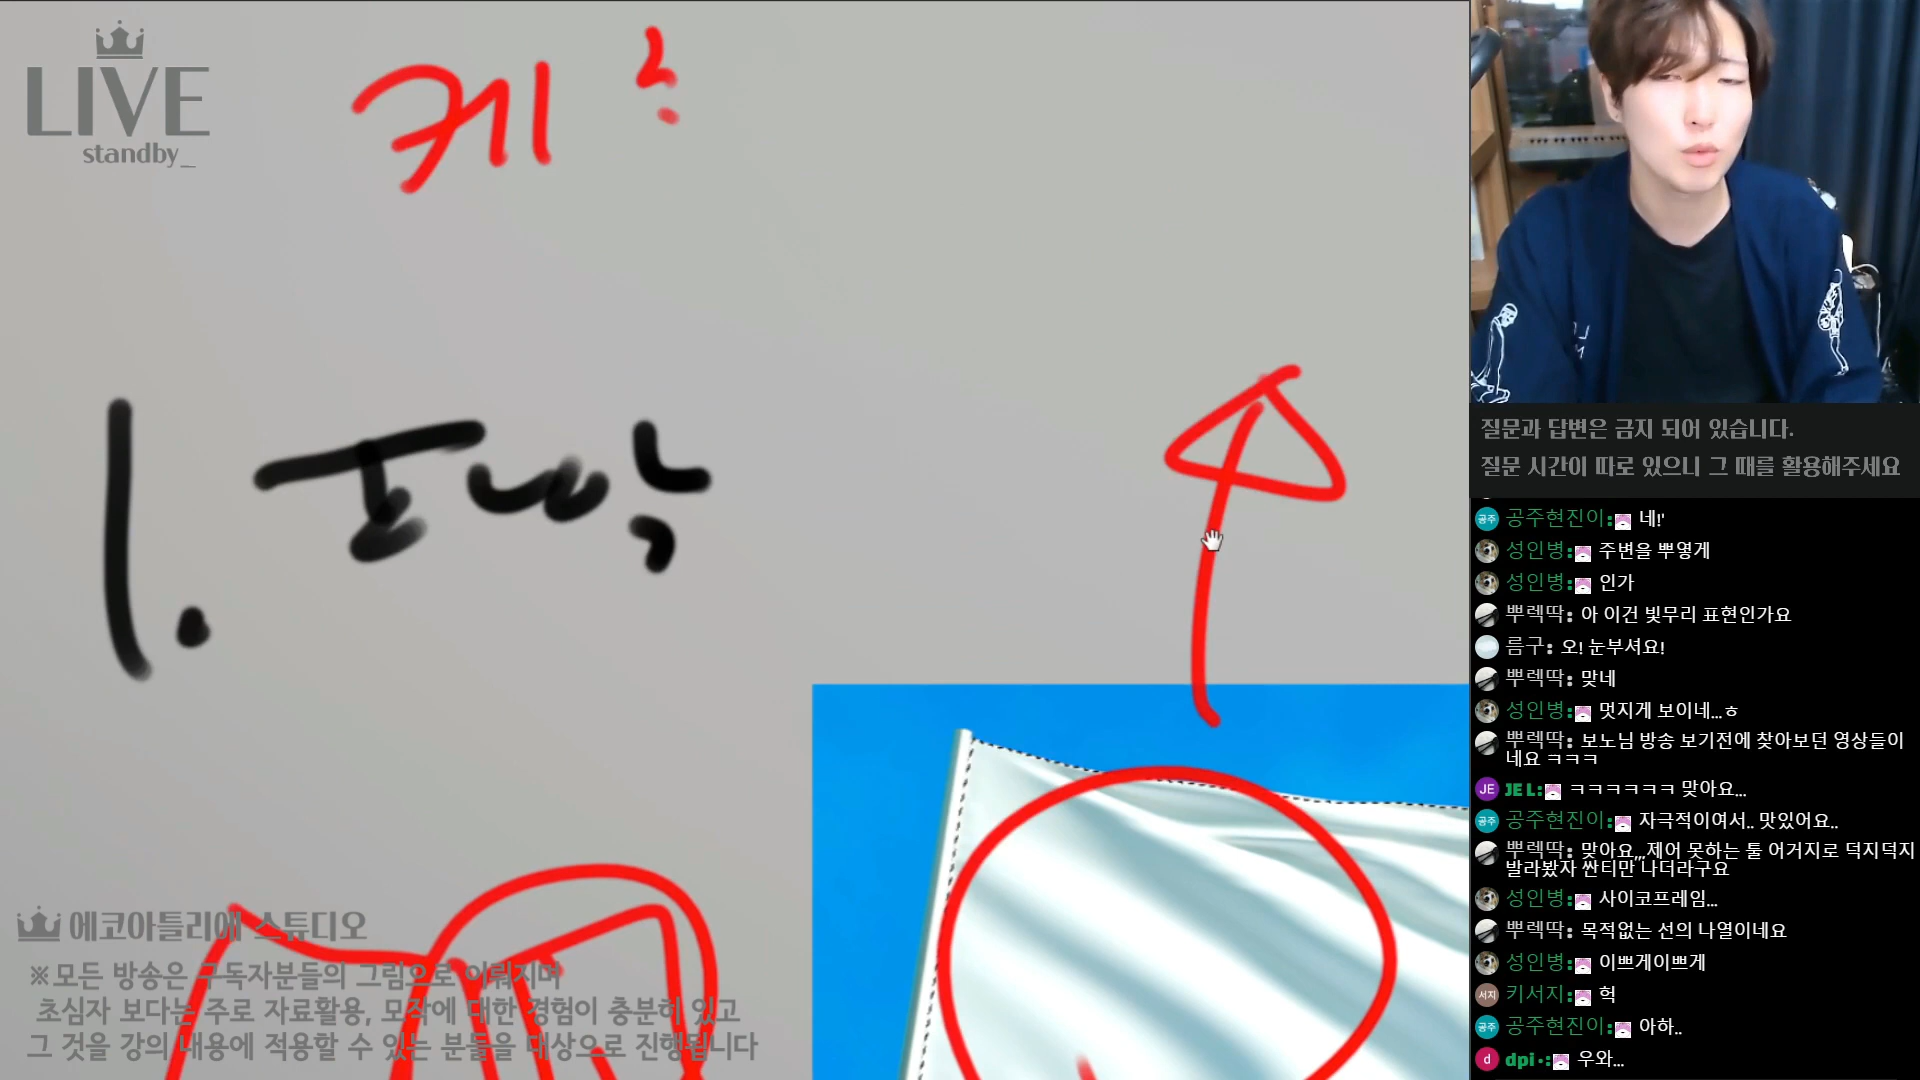 LIVE
standby_
케?
1.
에코아틀리에 스튜디오
※모든 방송은 구독자분들의 그림으로 이뤄지며
초심자 보다는 주로 자료활용, 모작에 대한 경험이 충분히 있고
그 것을 강의 내용에 적용할 수 있는 분들을 대상으로 진행됩니다
질문과 답변은 금지 되어 있습니다.
질문 시간이 따로 있으니 그 때를 활용해주세요
공주현진이: 네!'
성인병: 주변을 뿌옇게
성인병: 인가
뿌렉딱: 아 이건 빛무리 표현인가요
름구: 오! 눈부셔요!
뿌렉딱: 맞네
성인병: 멋지게 보이네...ㅎ
뿌렉딱: 보노님 방송 보기전에 찾아보던 영상들이
네요 ㅋㅋㅋ
JE L: ㅋㅋㅋㅋㅋㅋ 맞아요...
공주현진이: 자극적이여서.. 맛있어요..
뿌렉딱: 맞아요,,,제어 못하는 툴 어거지로 덕지덕지
발라봤자 싼티만 나더라구요
성인병: 사이코프레임...
뿌렉딱: 목적없는 선의 나열이네요
성인병: 이쁘게이쁘게
키서지: 헉
공주현진이: 아하..
dpi ·: 우와...